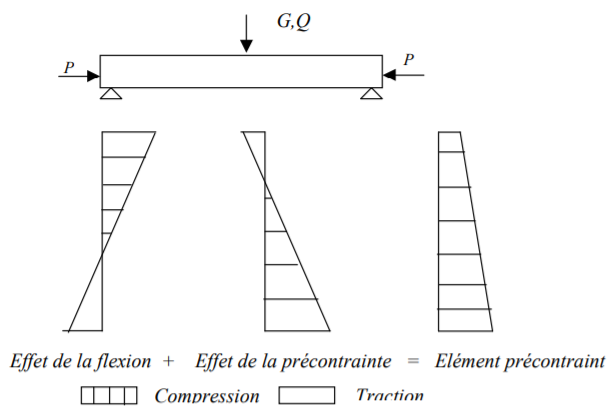 G,Q
P P
Effet de la flexion + Effet de la précontrainte = Elément précontraint
Compression Traction